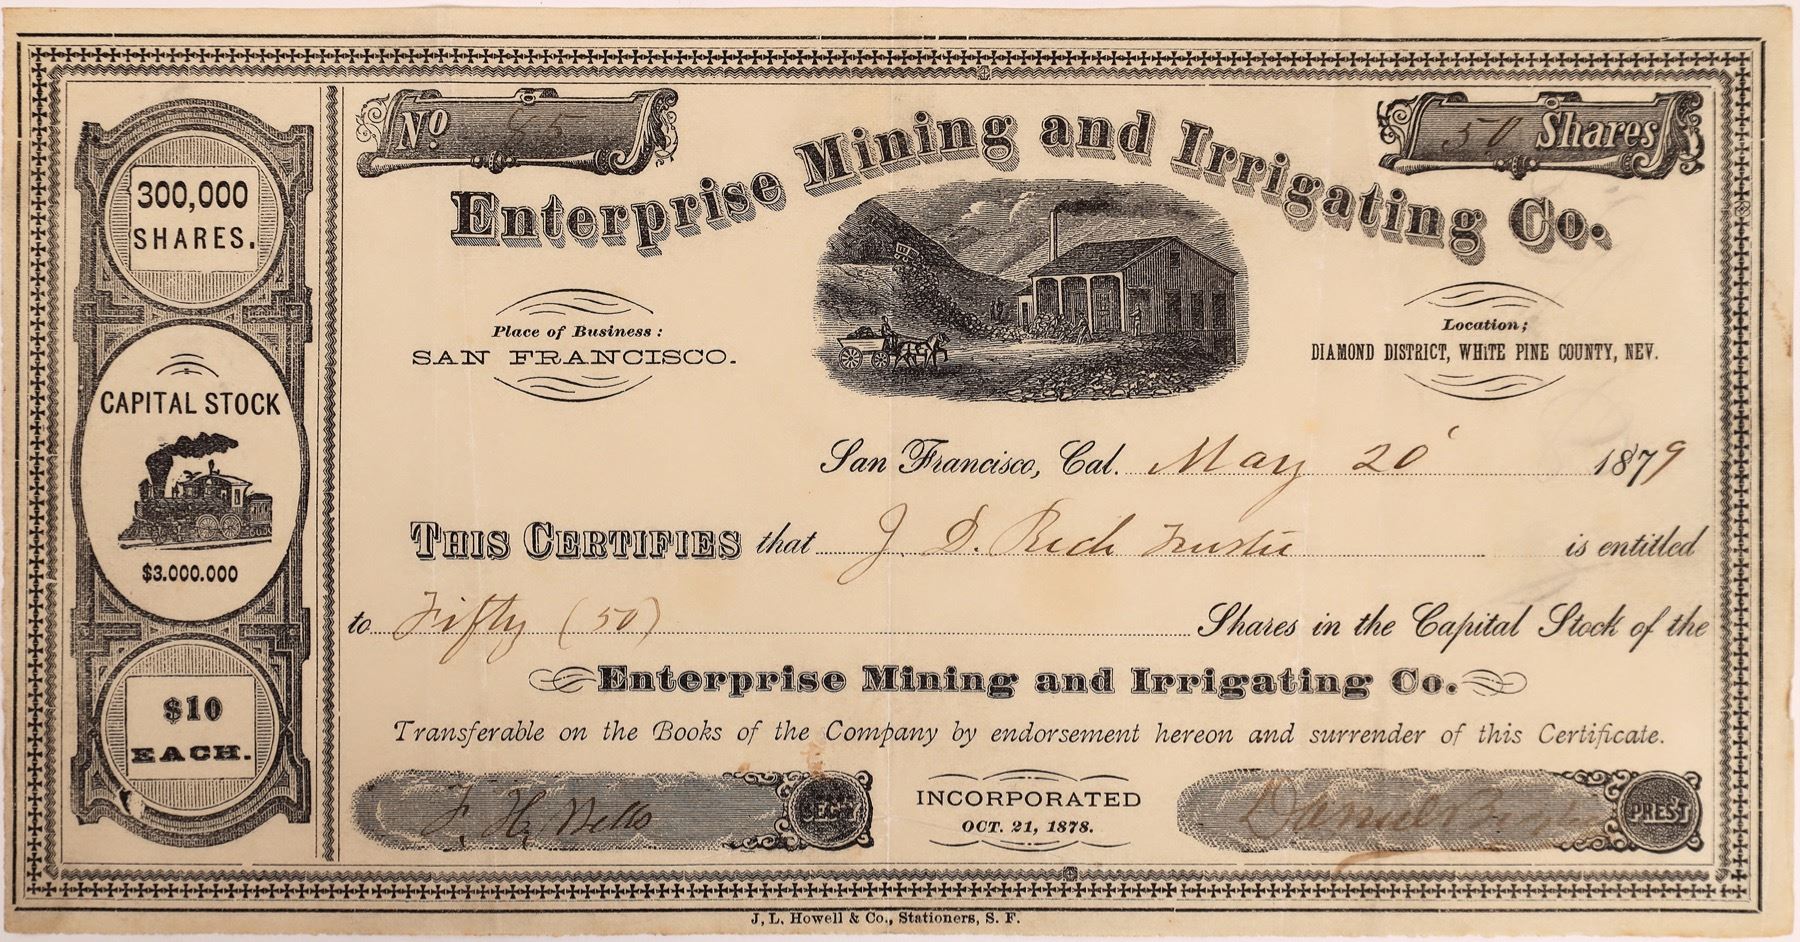 No. 85
50 Shares
Enterprise Mining and Irrigating Co.
300,000
SHARES.
CAPITAL STOCK
$3.000.000
$10
EACH.
Place of Business:
SAN FRANCISCO.
Location;
DIAMOND DISTRICT, WHiTE PINE COUNTY, NEV.
San Francisco, Cal. May 20 1879
THIS CERTIFIES that J. D. Rich Trustee is entitled
to Fifty (50) Shares in the Capital Stock of the
Enterprise Mining and Irrigating Co.
Transferable on the Books of the Company by endorsement hereon and surrender of this Certificate.
F. H. SECT'Y
INCORPORATED
OCT. 21, 1878.
Daniel PREST
J. L. Howell & Co., Stationers, S. F.